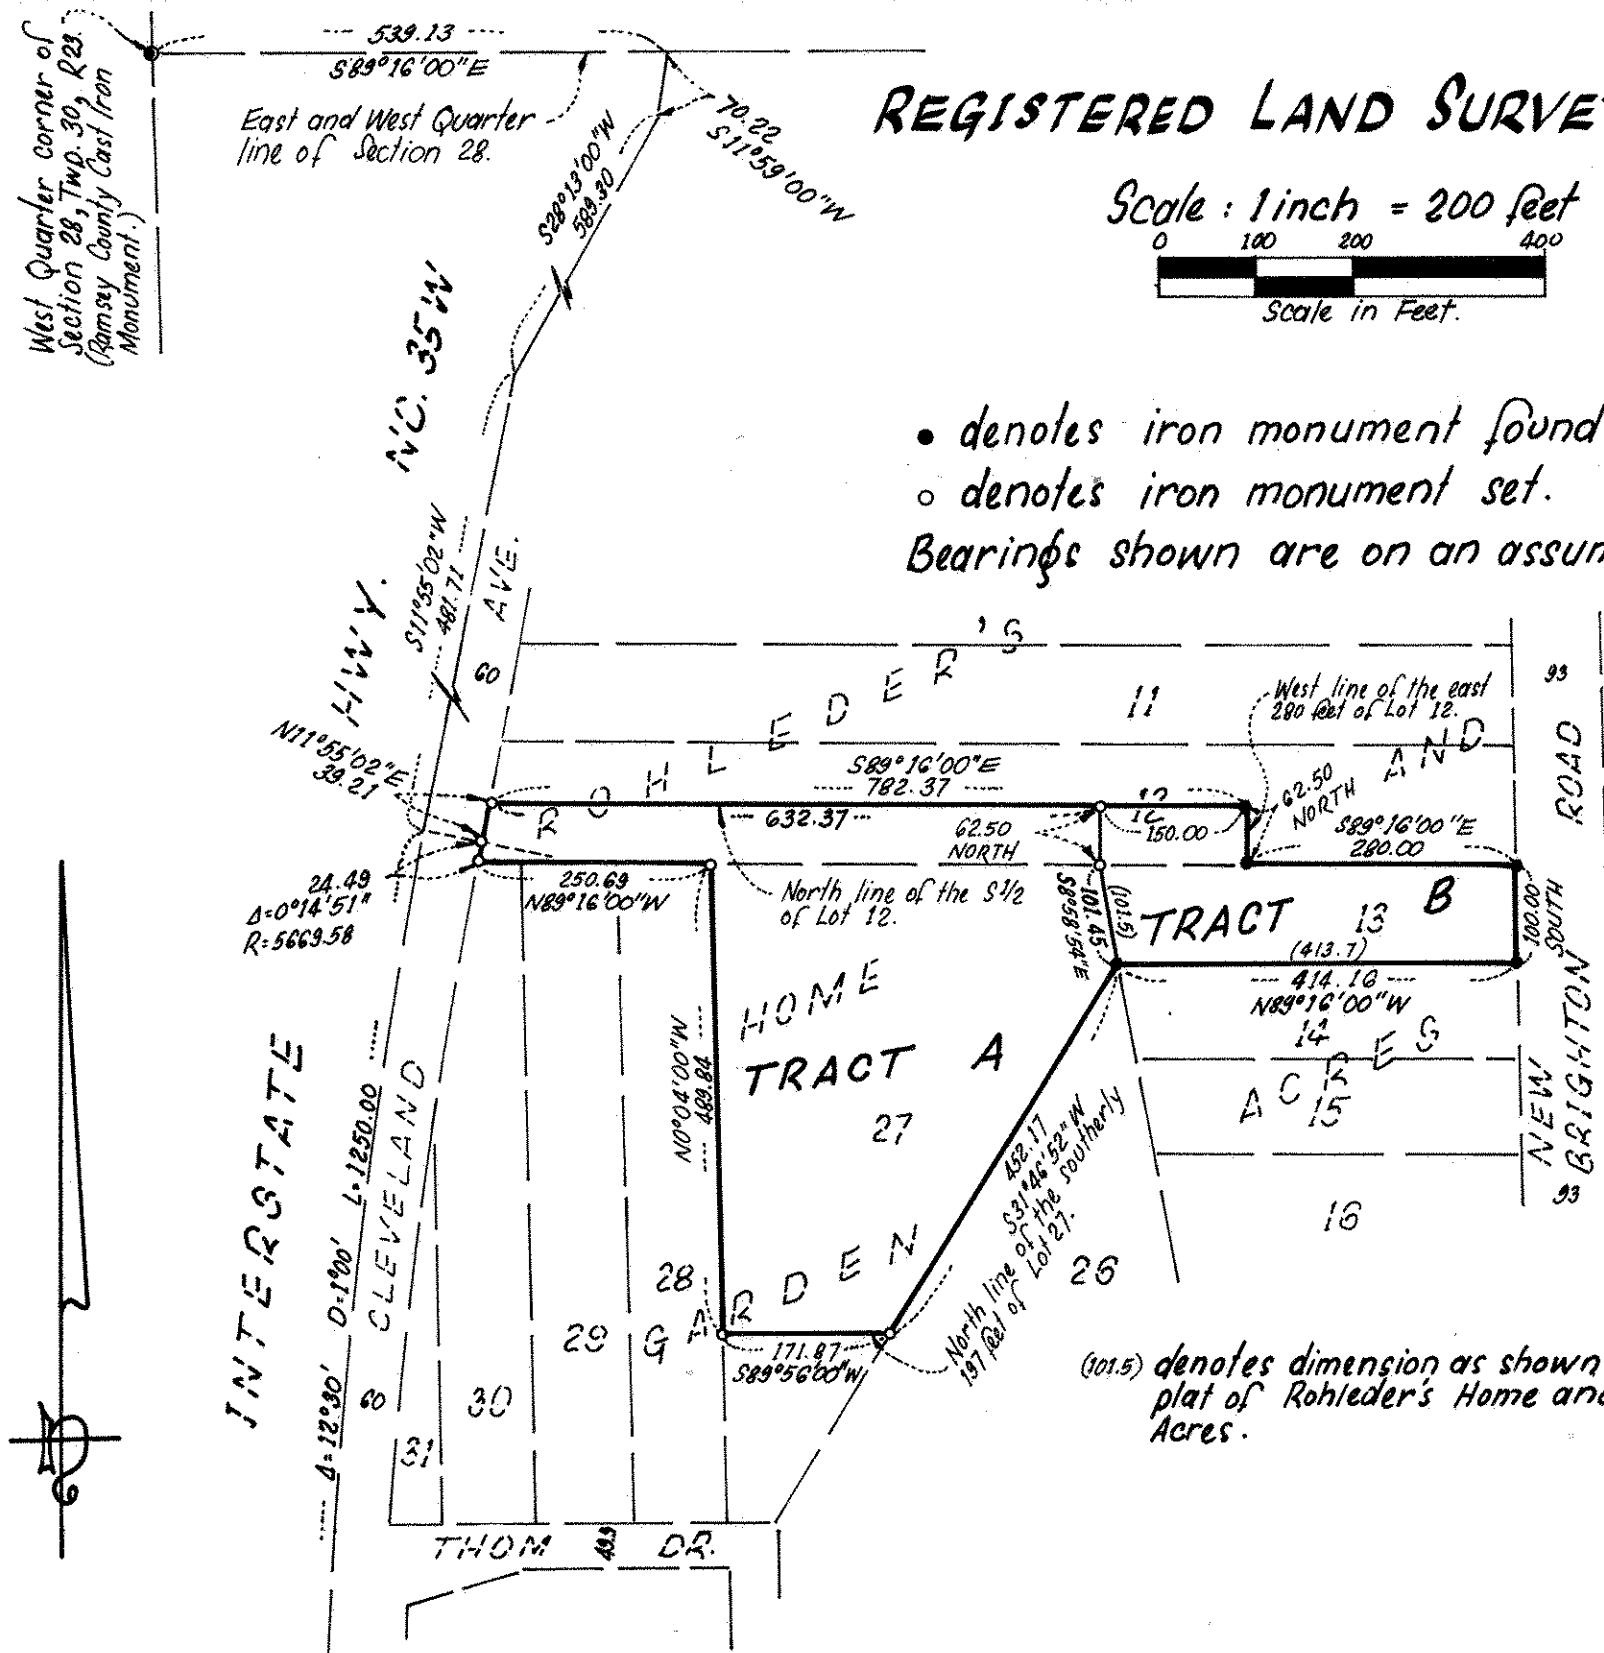 West Quarter corner of
Section 28, Twp. 30, R23.
(Ramsey County Cast Iron
Monument.)
539.13
S89°16'00"E
East and West Quarter
line of Section 28.
70.22
S11°59'00"W
S28°13'00"W
589.30
REGISTERED LAND SURVEY
Scale : 1 inch = 200 feet
0 100 200 400
Scale in Feet.
• denotes iron monument found
○ denotes iron monument set.
Bearings shown are on an assum
INTERSTATE HWY. NO. 35W
S11°55'02"W
481.71
60
CLEVELAND AVE.
N11°55'02"E
39.21
24.49
Δ=0°14'51"
R=5669.58
ROHLEDER'S
HOME AND
GARDEN ACRES
11
West line of the east
280 feet of Lot 12.
93
S89°16'00"E
782.37
632.37
12
150.00
62.50
NORTH
62.50
NORTH
S89°16'00"E
280.00
250.69
N89°16'00"W
North line of the S1/2
of Lot 12.
(101.5)
101.45
S8°58'54"E
TRACT B
13
(413.7)
414.16
N89°16'00"W
100.00
SOUTH
NEW BRIGHTON ROAD
14
15
16
93
TRACT A
27
N0°04'00"W
489.84
452.17
S31°46'52"W
North line of the southerly
197 feet of Lot 27.
26
28
29
30
31
171.87
S89°56'00"W
Δ=12°30' D=1°00' L=1250.00
60
THOM DR.
(101.5) denotes dimension as shown
plat of Rohleder's Home and
Acres.